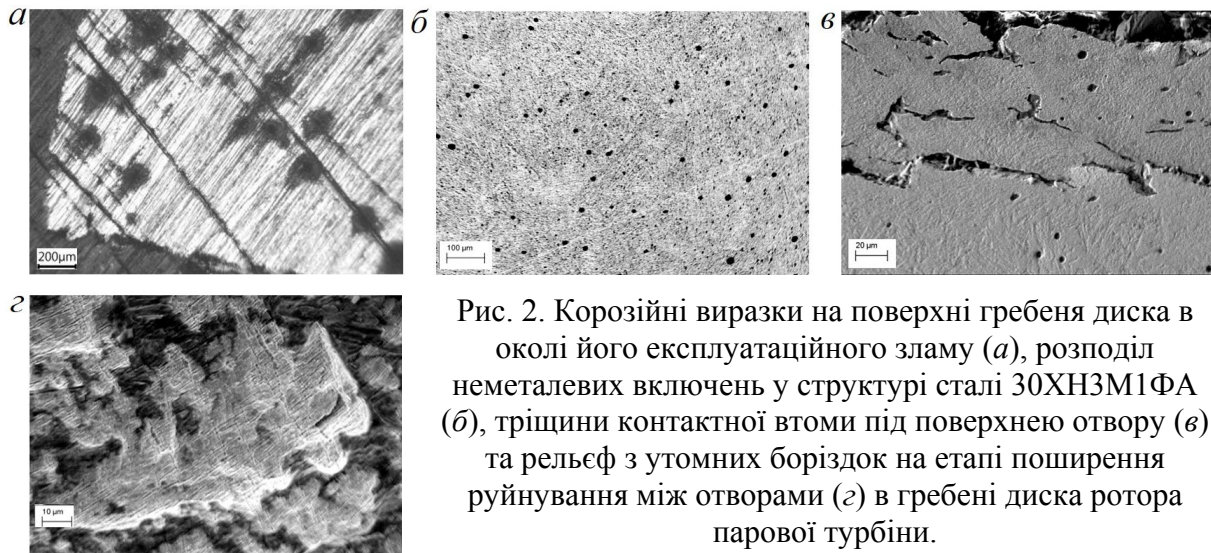 а
б
в
200µm
100 µm
20 µm
г
10 µm
Рис. 2. Корозійні виразки на поверхні гребеня диска в
околі його експлуатаційного зламу (а), розподіл
неметалевих включень у структурі сталі 30ХН3М1ФА
(б), тріщини контактної втоми під поверхнею отвору (в)
та рельєф з утомних боріздок на етапі поширення
руйнування між отворами (г) в гребені диска ротора
парової турбіни.